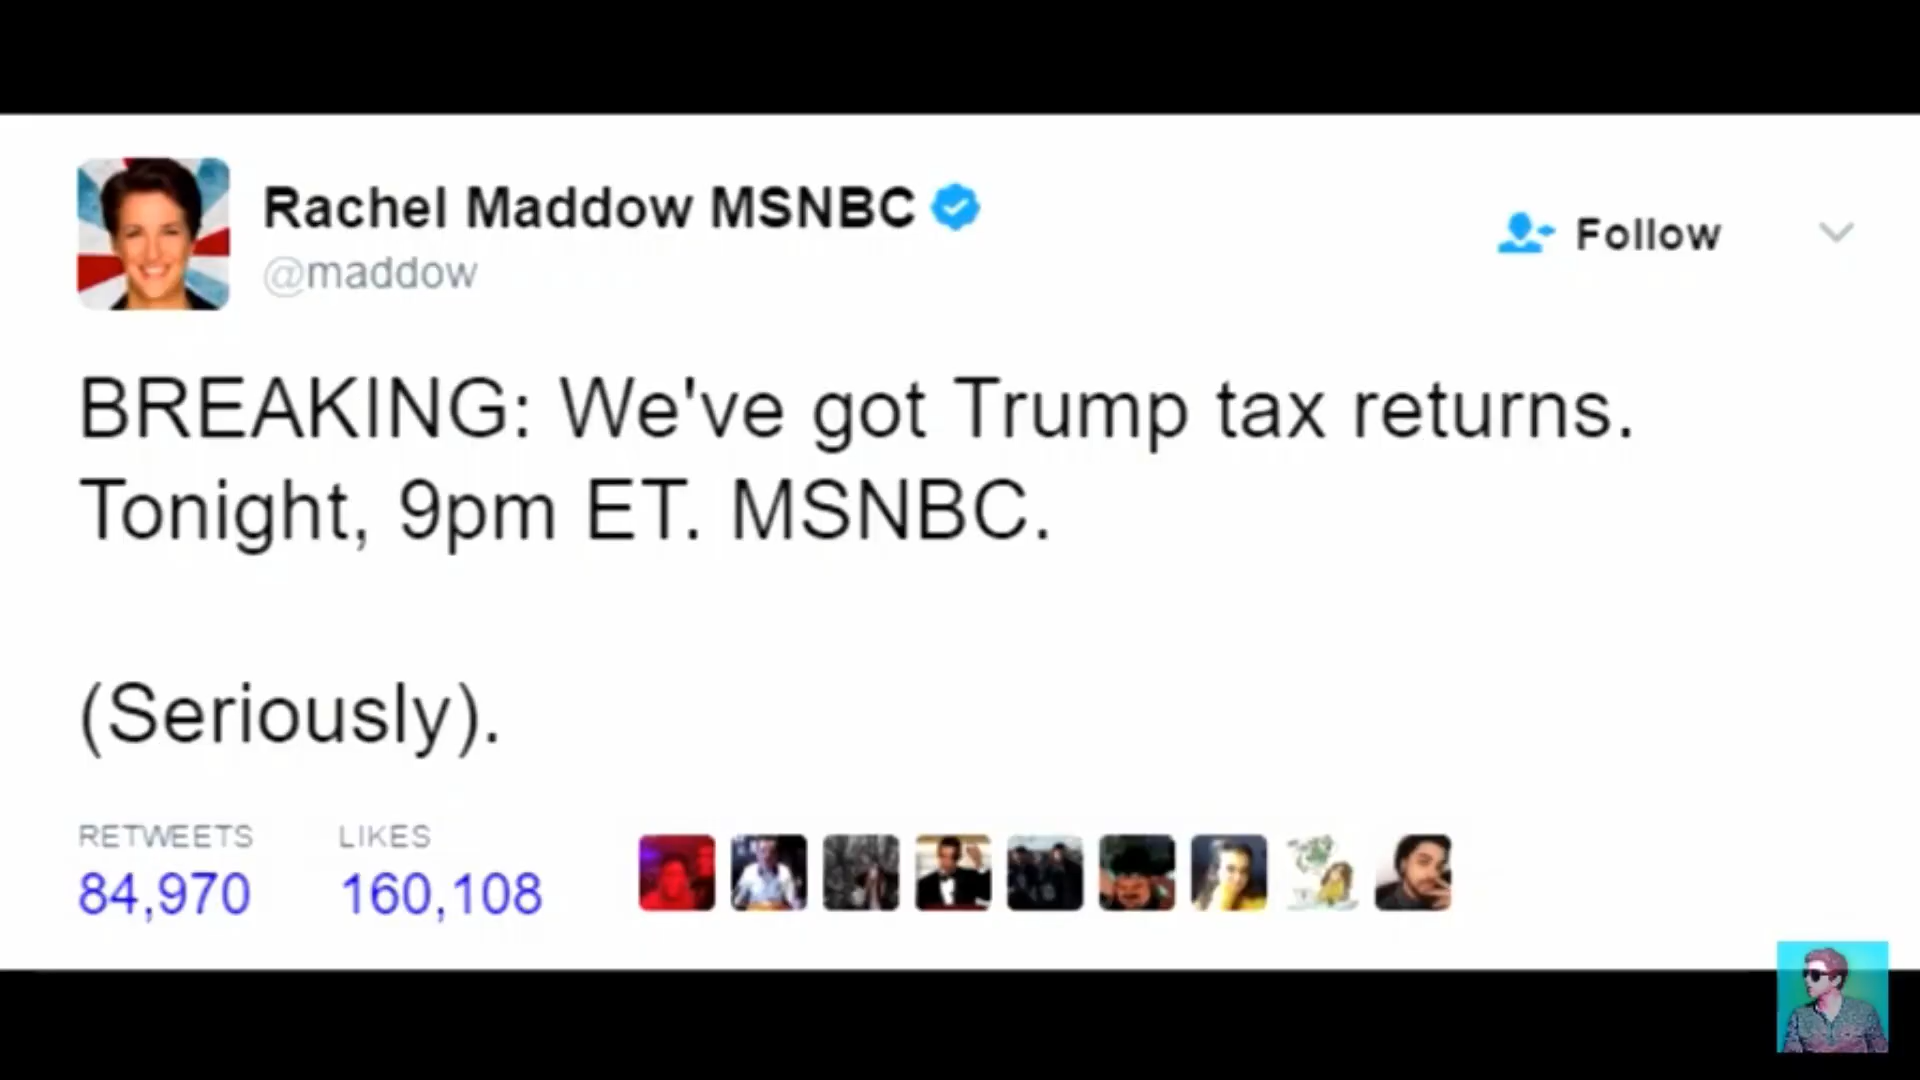 Rachel Maddow MSNBC
@maddow
Follow
BREAKING: We've got Trump tax returns.
Tonight, 9pm ET. MSNBC.
(Seriously).
RETWEETS LIKES
84,970 160,108